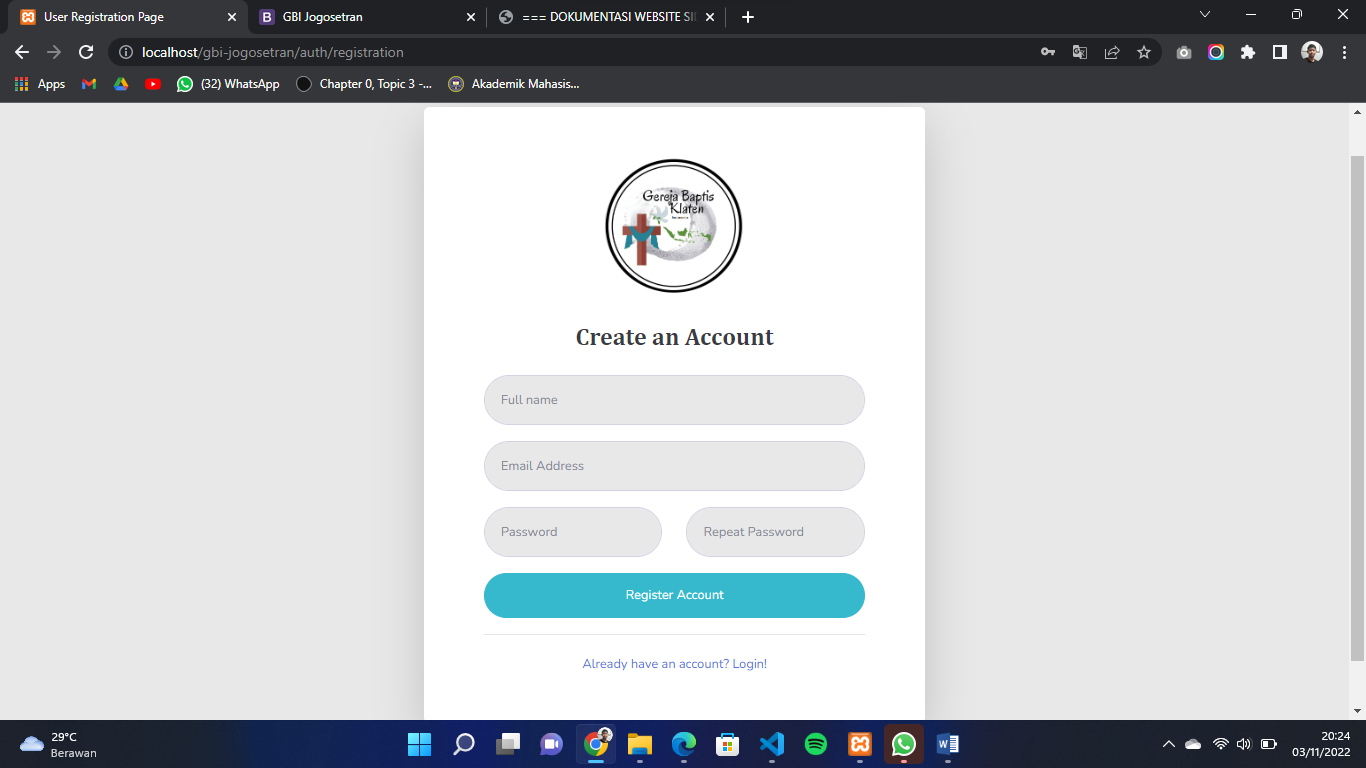 User Registration Page
GBI Jogosetran
=== DOKUMENTASI WEBSITE SI
localhost/gbi-jogosetran/auth/registration
Apps
(32) WhatsApp
Chapter 0, Topic 3 -...
Akademik Mahasis...
Gereja Baptis
Klaten
Create an Account
Full name
Email Address
Password
Repeat Password
Register Account
Already have an account? Login!
29°C
Berawan
20:24
03/11/2022